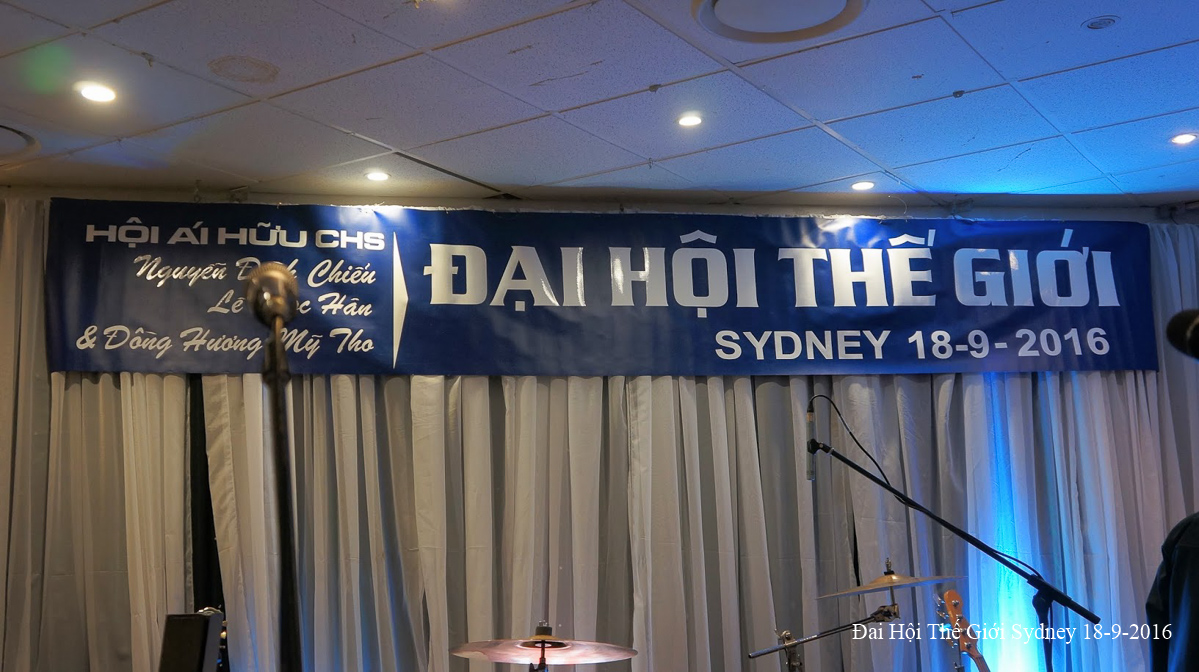 HỘI ÁI HỮU CHS
Nguyễn Chiểu
Lê Hân
& Đồng Hương Mỹ Tho
ĐẠI HỘI THẾ GIỚI
SYDNEY 18-9-2016
Đai Hội Thế Giới Sydney 18-9-2016